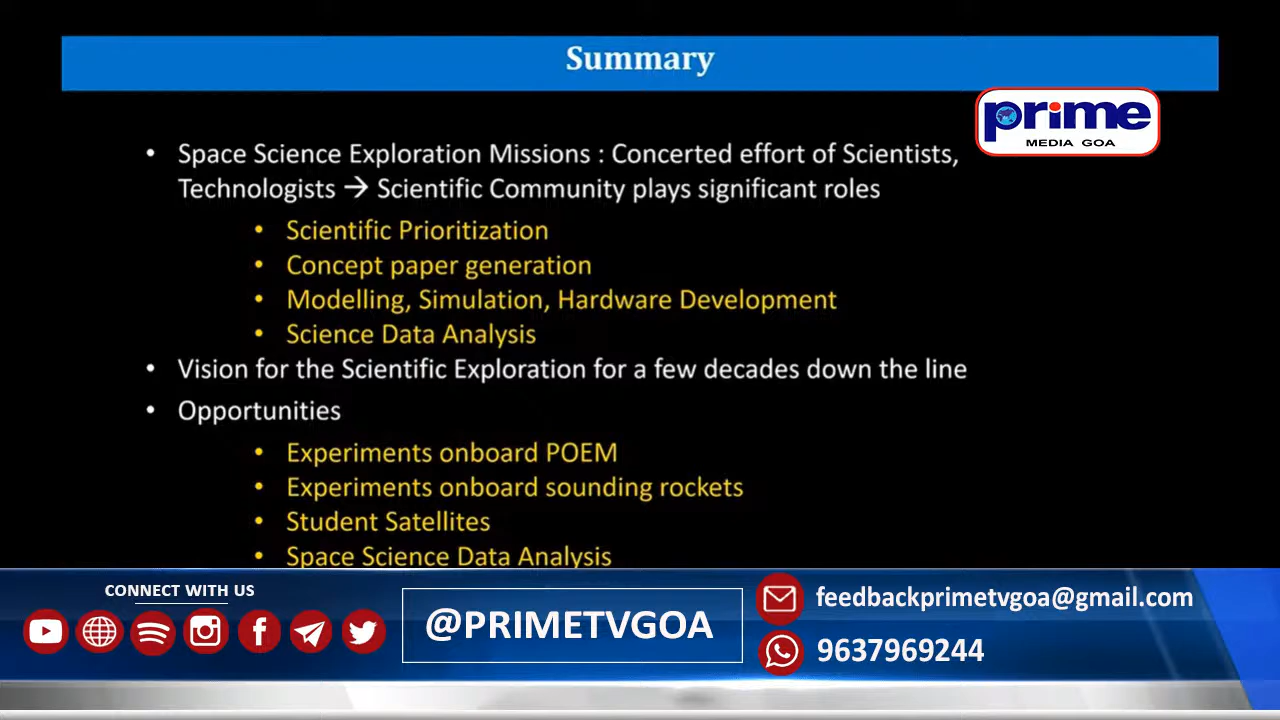 Summary
prime
MEDIA GOA
• Space Science Exploration Missions : Concerted effort of Scientists,
Technologists → Scientific Community plays significant roles
• Scientific Prioritization
• Concept paper generation
• Modelling, Simulation, Hardware Development
• Science Data Analysis
• Vision for the Scientific Exploration for a few decades down the line
• Opportunities
• Experiments onboard POEM
• Experiments onboard sounding rockets
• Student Satellites
• Space Science Data Analysis
CONNECT WITH US
@PRIMETVGOA
feedbackprimetvgoa@gmail.com
9637969244